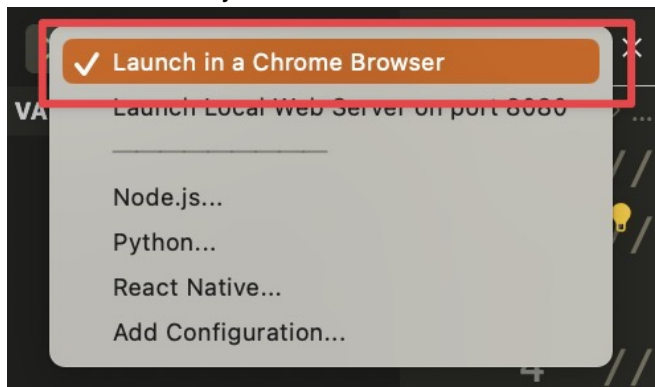 Launch in a Chrome Browser
VA
Launch Local Web Server on port 8080
...
//
Node.js...
/
Python...
React Native...
Add Configuration...
4
//